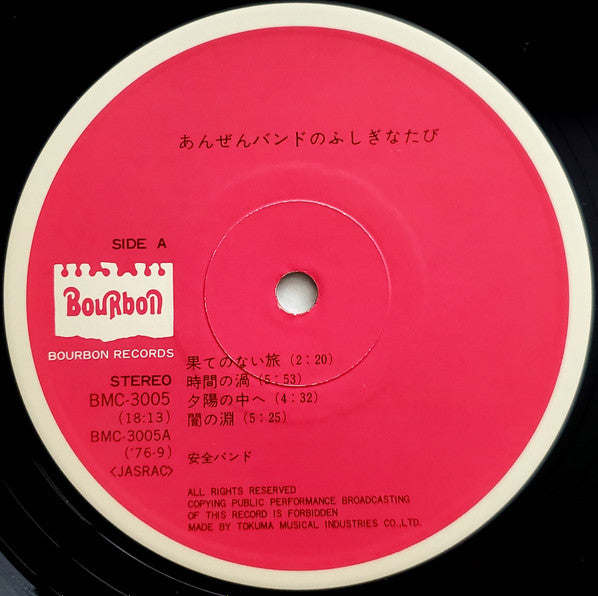 あんぜんバンドのふしぎなたび
SIDE A
BouRboN
BOURBON RECORDS
STEREO
BMC-3005
(18:13)
BMC-3005A
('76-9)
<JASRAC>
果てのない旅 (2:20)
時間の渦 (5:53)
夕陽の中へ (4:32)
闇の淵 (5:25)
安全バンド
ALL RIGHTS RESERVED
COPYING PUBLIC PERFORMANCE BROADCASTING
OF THIS RECORD IS FORBIDDEN
MADE BY TOKUMA MUSICAL INDUSTRIES CO.,LTD.